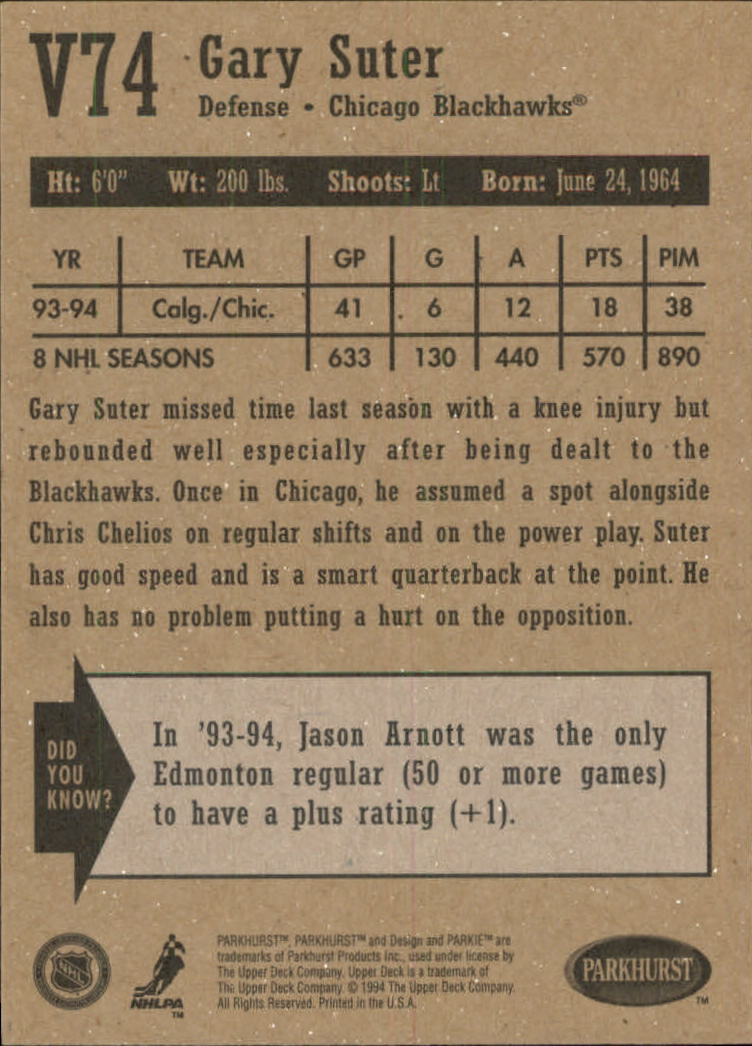 V74 Gary Suter
Defense • Chicago Blackhawks®
Ht: 6'0" Wt: 200 lbs. Shoots: Lt Born: June 24, 1964
YR TEAM GP G A PTS PIM
93-94 Calg./Chic. 41 6 12 18 38
8 NHL SEASONS 633 130 440 570 890
Gary Suter missed time last season with a knee injury but
rebounded well especially after being dealt to the
Blackhawks. Once in Chicago, he assumed a spot alongside
Chris Chelios on regular shifts and on the power play. Suter
has good speed and is a smart quarterback at the point. He
also has no problem putting a hurt on the opposition.
DID
YOU
KNOW?
In '93-94, Jason Arnott was the only
Edmonton regular (50 or more games)
to have a plus rating (+1).
NHL
NHLPA
TM
PARKHURST™, PARKHURST™ and Design and PARKIE™ are
trademarks of Parkhurst Products Inc., used under license by
The Upper Deck Company. Upper Deck is a trademark of
The Upper Deck Company. © 1994 The Upper Deck Company.
All Rights Reserved. Printed in the U.S.A.
PARKHURST
TM